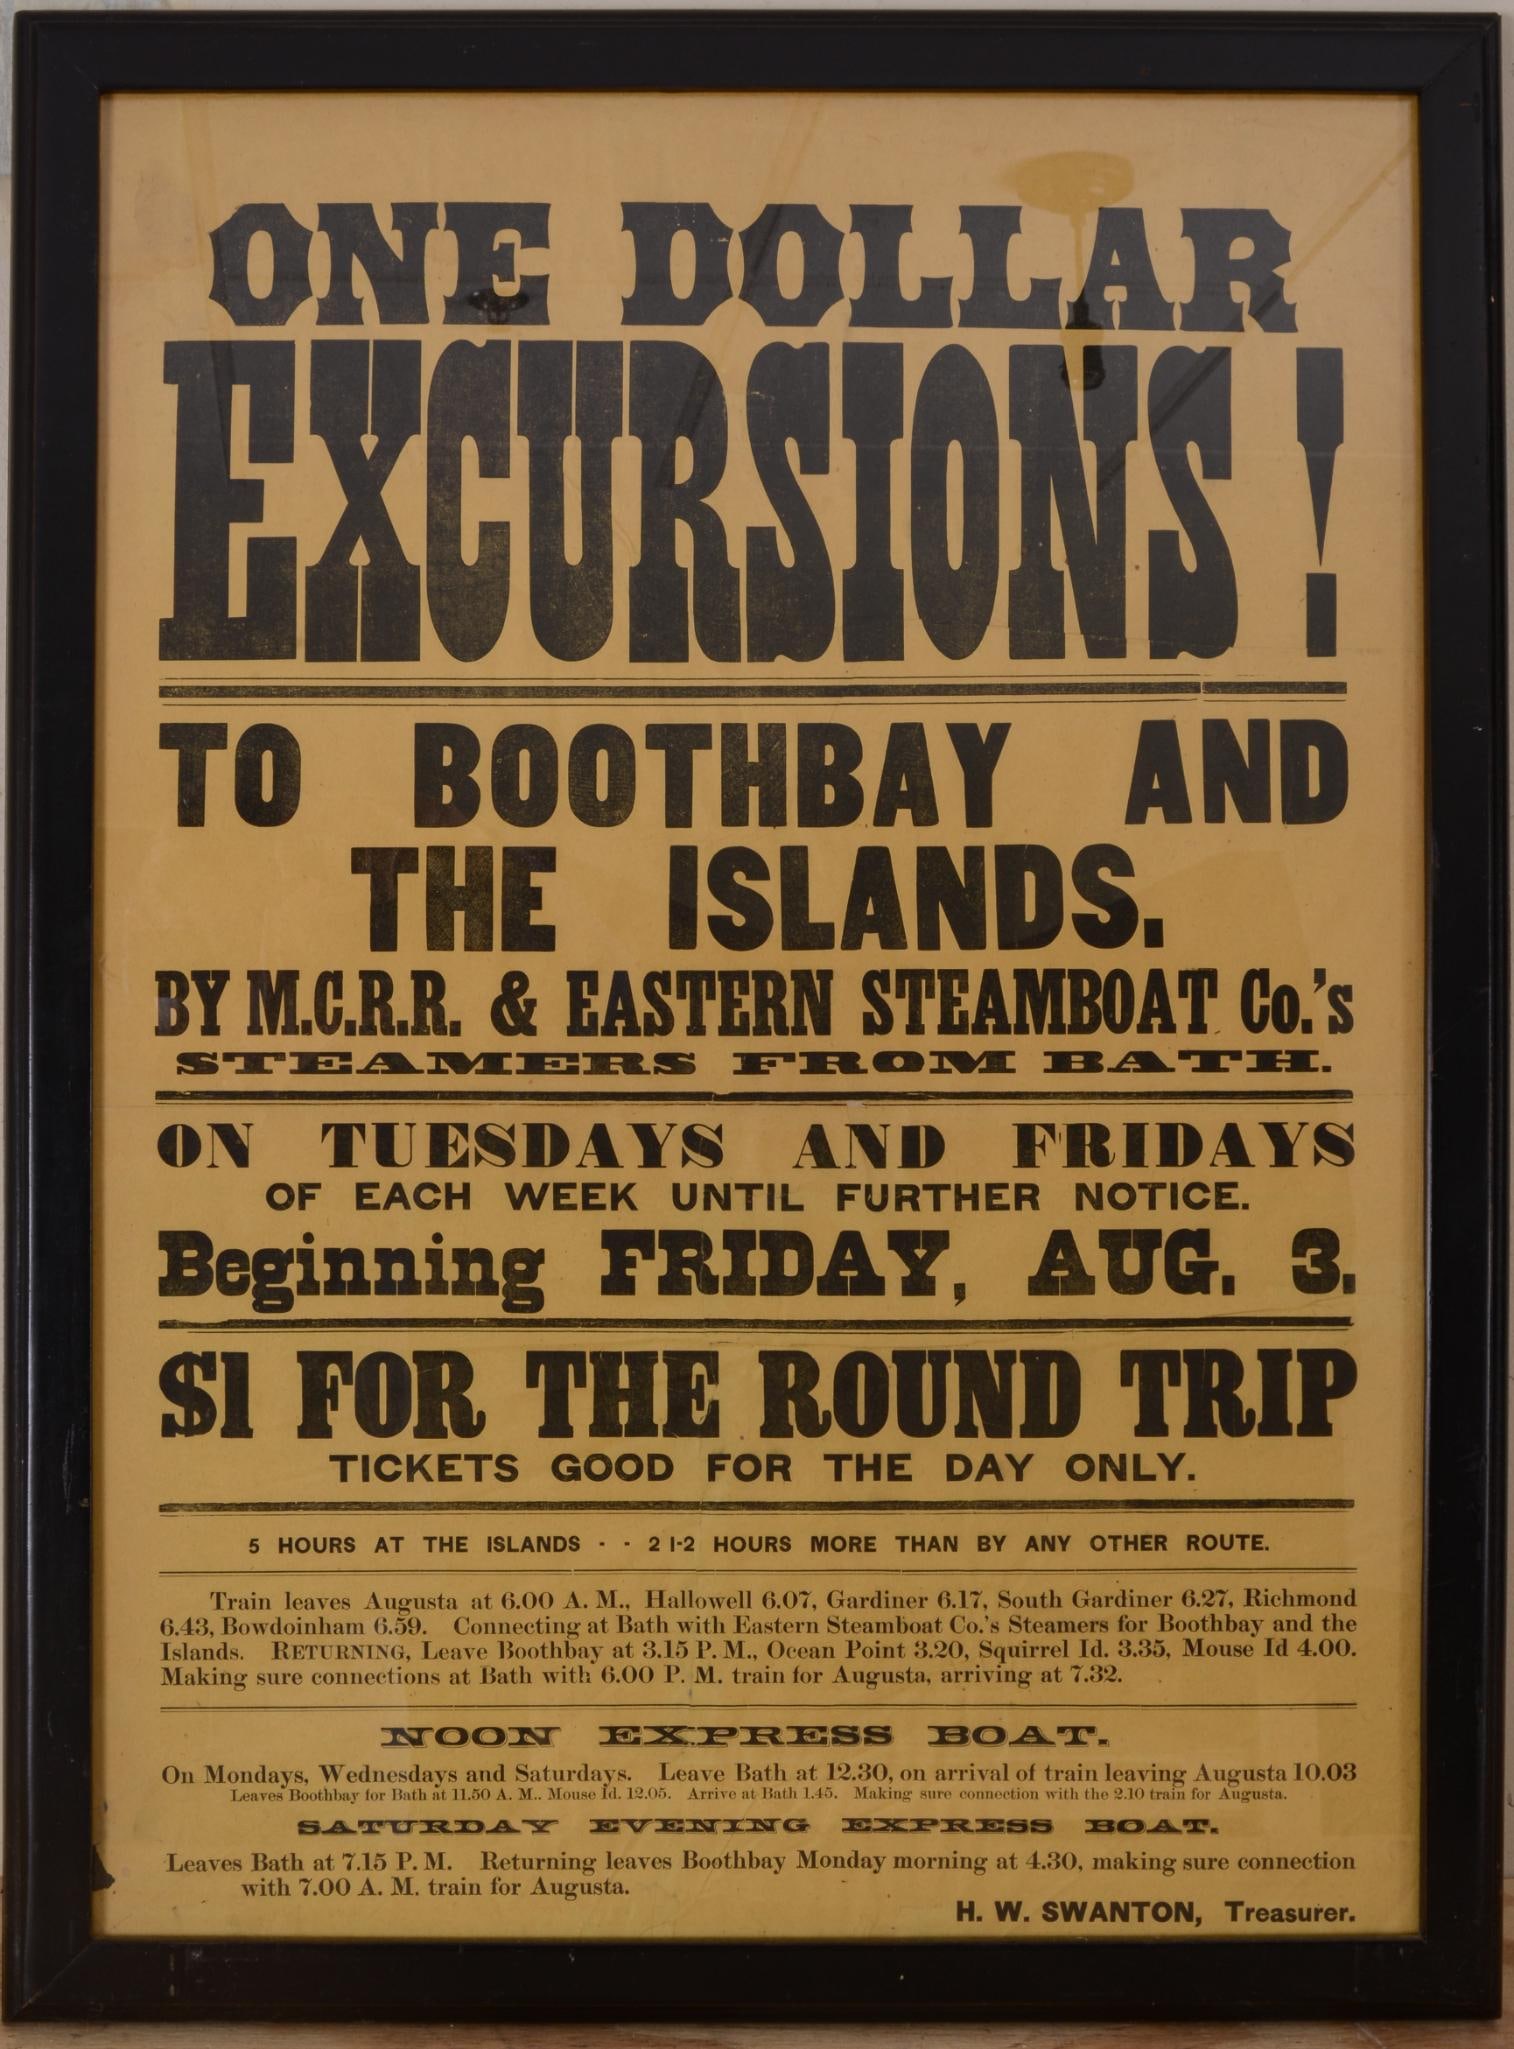 ONE DOLLAR
EXCURSIONS!
TO BOOTHBAY AND
THE ISLANDS.
BY M.C.R.R. & EASTERN STEAMBOAT Co.'s
STEAMERS FROM BATH.
ON TUESDAYS AND FRIDAYS
OF EACH WEEK UNTIL FURTHER NOTICE.
Beginning FRIDAY, AUG. 3.
$1 FOR THE ROUND TRIP
TICKETS GOOD FOR THE DAY ONLY.
5 HOURS AT THE ISLANDS - - 2 1-2 HOURS MORE THAN BY ANY OTHER ROUTE.
Train leaves Augusta at 6.00 A. M., Hallowell 6.07, Gardiner 6.17, South Gardiner 6.27, Richmond
6.43, Bowdoinham 6.59. Connecting at Bath with Eastern Steamboat Co.'s Steamers for Boothbay and the
Islands. RETURNING, Leave Boothbay at 3.15 P. M., Ocean Point 3.20, Squirrel Id. 3.35, Mouse Id 4.00.
Making sure connections at Bath with 6.00 P. M. train for Augusta, arriving at 7.32.
NOON EXPRESS BOAT.
On Mondays, Wednesdays and Saturdays. Leave Bath at 12.30, on arrival of train leaving Augusta 10.03
Leaves Boothbay for Bath at 11.50 A. M.. Mouse Id. 12.05. Arrive at Bath 1.45. Making sure connection with the 2.10 train for Augusta.
SATURDAY EVENING EXPRESS BOAT.
Leaves Bath at 7.15 P. M. Returning leaves Boothbay Monday morning at 4.30, making sure connection
with 7.00 A. M. train for Augusta.
H. W. SWANTON, Treasurer.